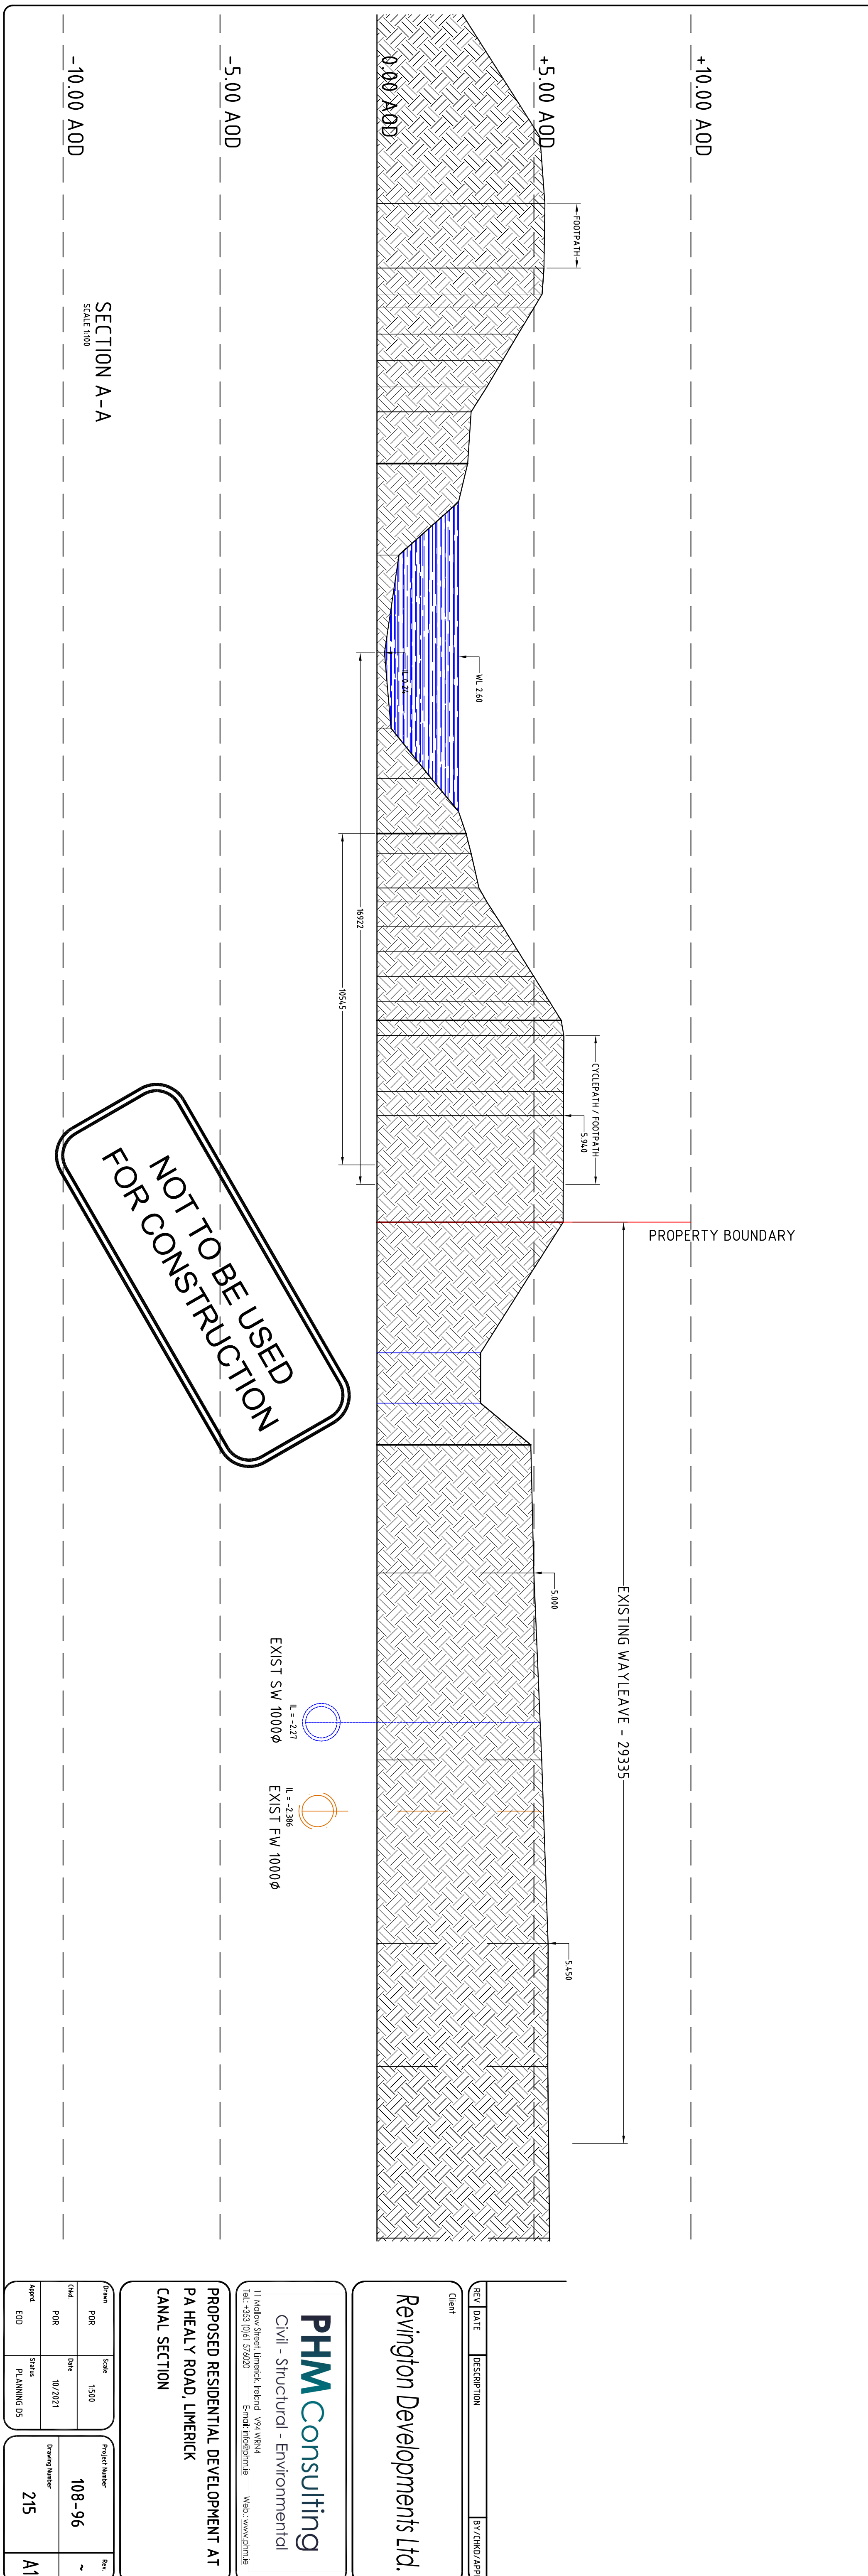 +10.00 AOD
+5.00 AOD
0.00 AOD
-5.00 AOD
-10.00 AOD
FOOTPATH
WL 2.60
IL 0.24
16922
10545
CYCLEPATH / FOOTPATH
5.940
PROPERTY BOUNDARY
EXISTING WAYLEAVE - 29335
5.000
5.450
IL = -2.27
EXIST SW 1000Ø
IL = -2.386
EXIST FW 1000Ø
SECTION A-A
SCALE 1:100
NOT TO BE USED
FOR CONSTRUCTION
REV DATE DESCRIPTION BY/CHKD/APP
Client
Revington Developments Ltd.
PHM Consulting
Civil - Structural - Environmental
11 Mallow Street, Limerick, Ireland V94 WRN4
Tel.: +353 (0)61 576020 E-mail: info@phm.ie Web.: www.phm.ie
PROPOSED RESIDENTIAL DEVELOPMENT AT
PA HEALY ROAD, LIMERICK
CANAL SECTION
Drawn POR Scale 1:500
Chkd. POR Date 10/2021
Apprd. EOD Status PLANNING DS
Project Number 108-96 Rev. ~
Drawing Number 215 A1